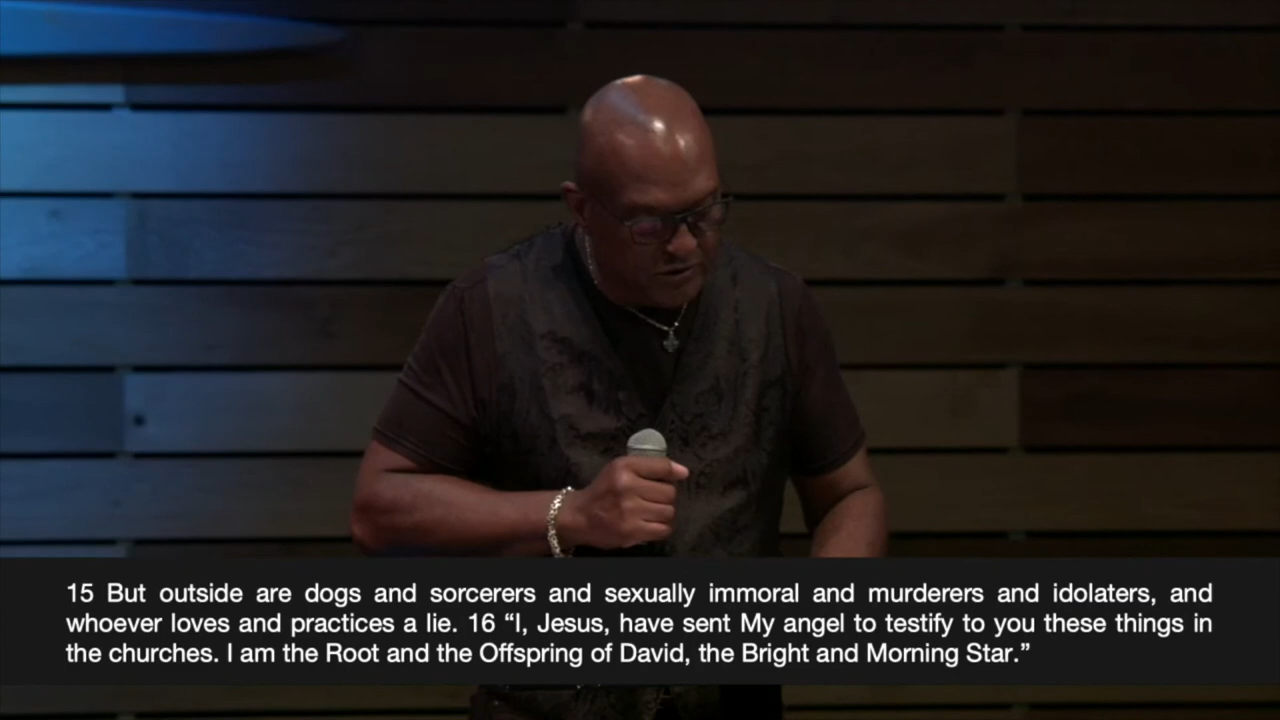 15 But outside are dogs and sorcerers and sexually immoral and murderers and idolaters, and
whoever loves and practices a lie. 16 “I, Jesus, have sent My angel to testify to you these things in
the churches. I am the Root and the Offspring of David, the Bright and Morning Star.”